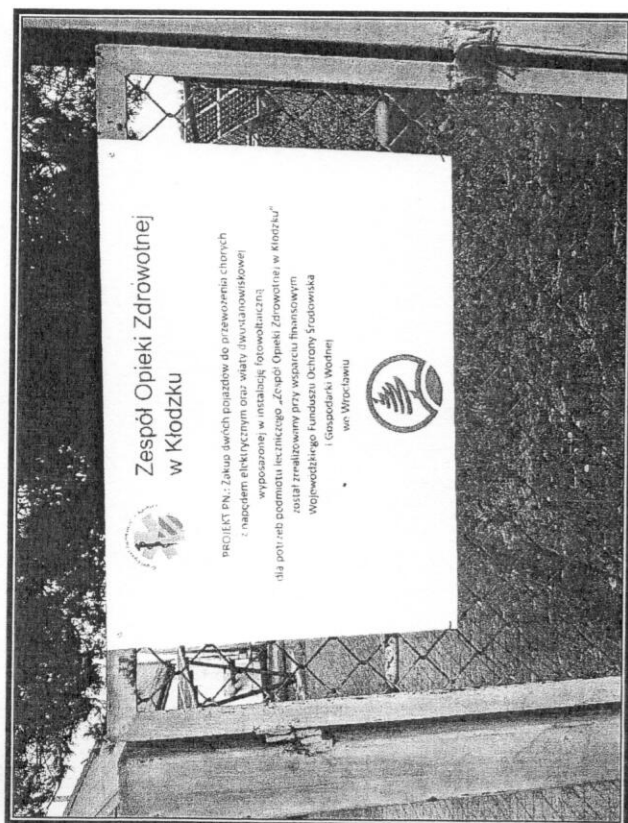 Zespół Opieki Zdrowotnej
w Kłodzku
PROJEKT PN.: Zakup dwóch pojazdów do przewożenia chorych
z napędem elektrycznym oraz wiaty dwustanowiskowej
wyposażonej w instalację fotowoltaiczną
dla potrzeb podmiotu leczniczego „Zespół Opieki Zdrowotnej w Kłodzku"
został zrealizowany przy wsparciu finansowym
Wojewódzkiego Funduszu Ochrony Środowiska
i Gospodarki Wodnej
we Wrocławiu